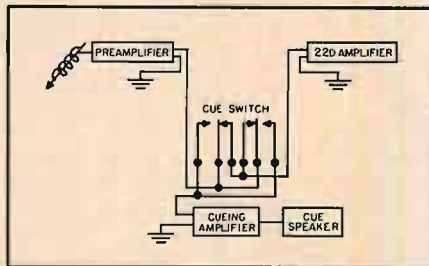 PREAMPLIFIER
22D AMPLIFIER
CUE SWITCH
CUEING
AMPLIFIER
CUE
SPEAKER